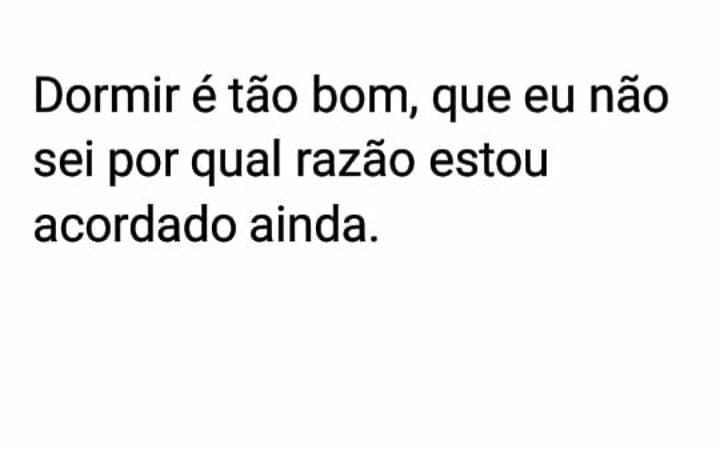 Dormir é tão bom, que eu não
sei por qual razão estou
acordado ainda.